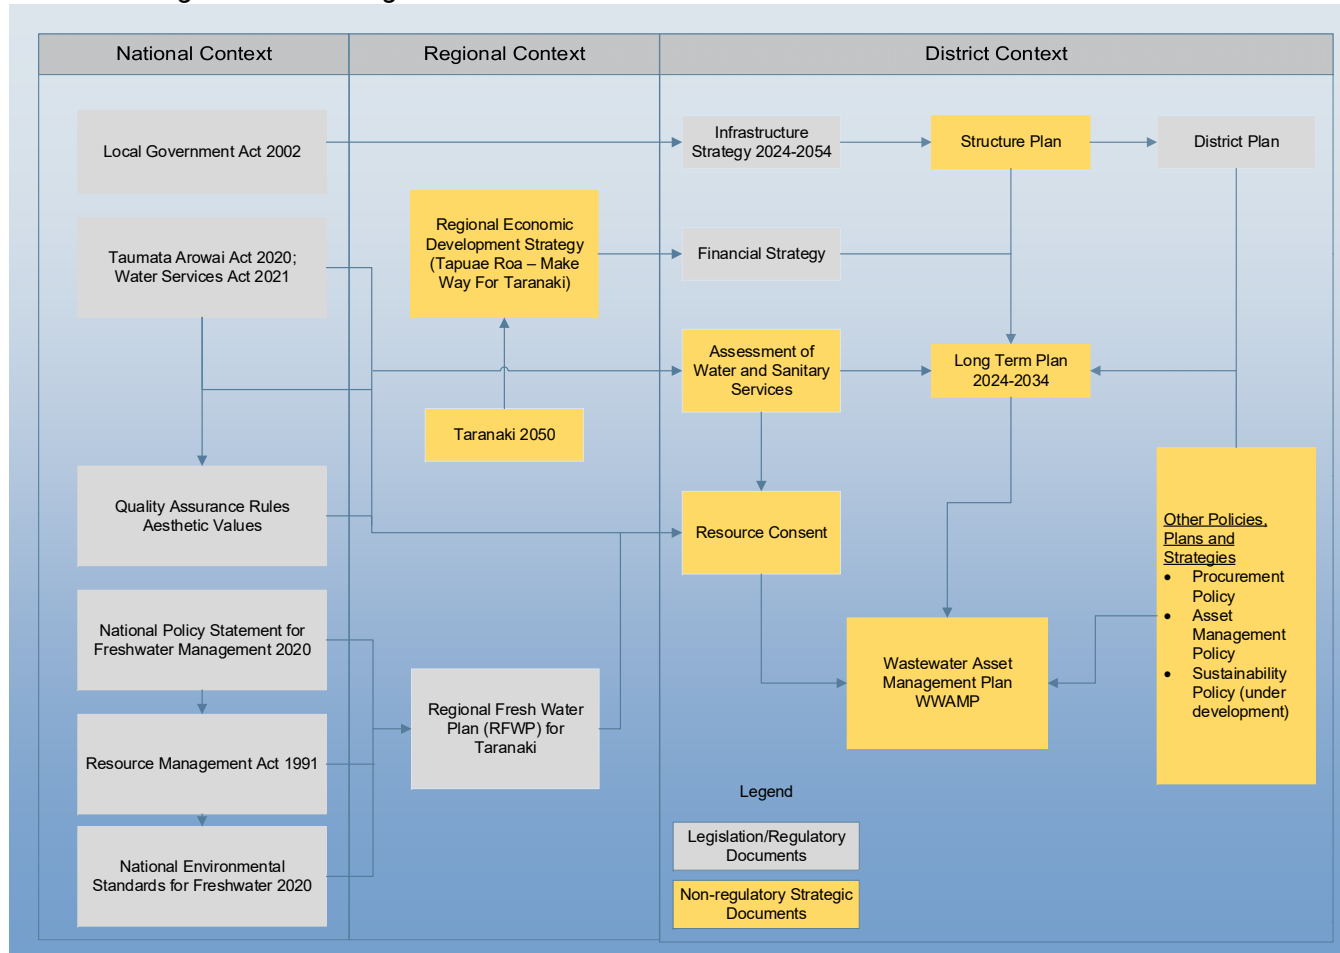 National Context
Regional Context
District Context
Local Government Act 2002
Infrastructure
Strategy 2024-2054
Structure Plan
District Plan
Taumata Arowai Act 2020;
Water Services Act 2021
Regional Economic
Development Strategy
(Tapuae Roa – Make
Way For Taranaki)
Financial Strategy
Assessment of
Water and Sanitary
Services
Long Term Plan
2024-2034
Taranaki 2050
Quality Assurance Rules
Aesthetic Values
Resource Consent
Other Policies,
Plans and
Strategies
• Procurement
Policy
• Asset
Management
Policy
• Sustainability
Policy (under
development)
National Policy Statement for
Freshwater Management 2020
Wastewater Asset
Management Plan
WWAMP
Regional Fresh Water
Plan (RFWP) for
Taranaki
Resource Management Act 1991
National Environmental
Standards for Freshwater 2020
Legend
Legislation/Regulatory
Documents
Non-regulatory Strategic
Documents